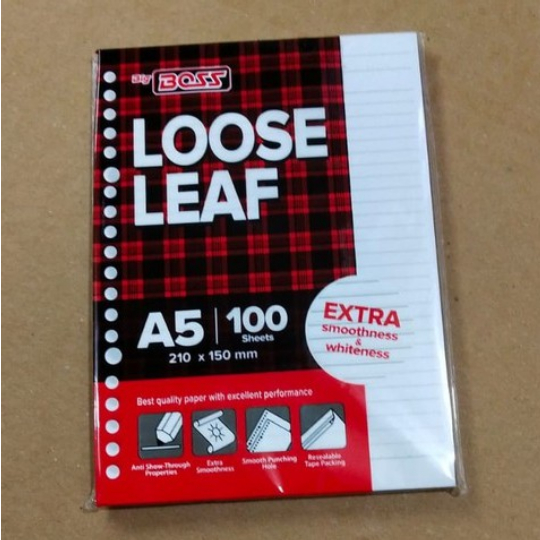 Big BOSS
LOOSE
LEAF
A5 | 100
Sheets
210 x 150 mm
EXTRA
smoothness
&
whiteness
Best quality paper with excellent performance
Anti Show-Through
Properties
Extra
Smoothness
Smooth Punching
Hole
Resealable
Tape Packing